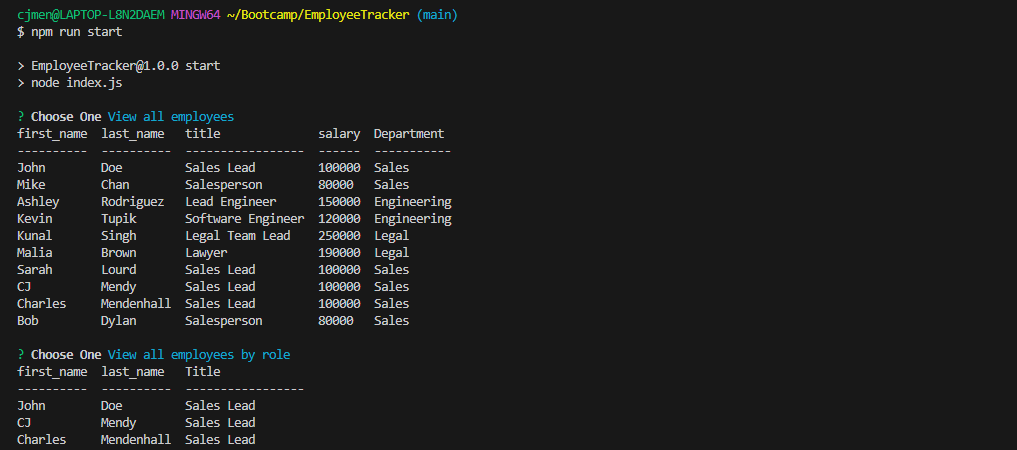 cjmen@LAPTOP-L8N2DAEM MINGW64 ~/Bootcamp/EmployeeTracker (main)
$ npm run start
> EmployeeTracker@1.0.0 start
> node index.js
? Choose One View all employees
first_name  last_name   title              salary  Department
----------  ----------  -----------------  ------  -----------
John        Doe         Sales Lead         100000  Sales
Mike        Chan        Salesperson        80000   Sales
Ashley      Rodriguez   Lead Engineer      150000  Engineering
Kevin       Tupik       Software Engineer  120000  Engineering
Kunal       Singh       Legal Team Lead    250000  Legal
Malia       Brown       Lawyer             190000  Legal
Sarah       Lourd       Sales Lead         100000  Sales
CJ          Mendy       Sales Lead         100000  Sales
Charles     Mendenhall  Sales Lead         100000  Sales
Bob         Dylan       Salesperson        80000   Sales
? Choose One View all employees by role
first_name  last_name   Title
----------  ----------  -----------------
John        Doe         Sales Lead
CJ          Mendy       Sales Lead
Charles     Mendenhall  Sales Lead